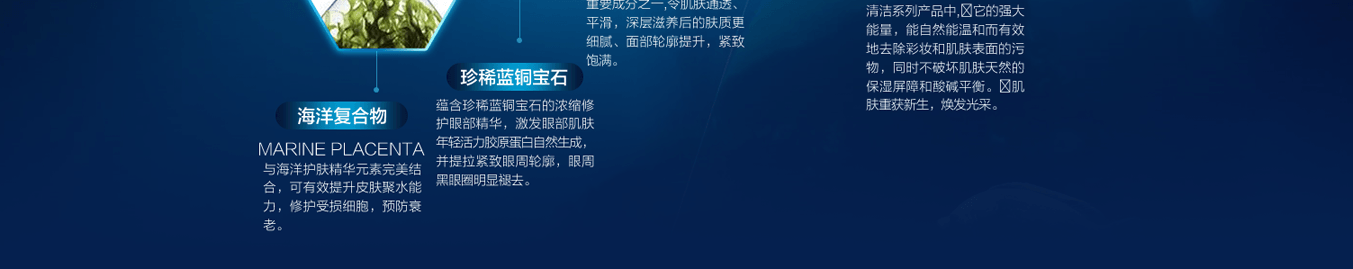 海洋复合物
MARINE PLACENTA
与海洋护肤精华元素完美结
合，可有效提升皮肤聚水能
力，修护受损细胞，预防衰
老。
珍稀蓝铜宝石
蕴含珍稀蓝铜宝石的浓缩修
护眼部精华，激发眼部肌肤
年轻活力胶原蛋白自然生成，
并提拉紧致眼周轮廓，眼周
黑眼圈明显褪去。
重要成分之一,令肌肤通透、
平滑，深层滋养后的肤质更
细腻、面部轮廓提升，紧致
饱满。
清洁系列产品中,它的强大
能量，能自然能温和而有效
地去除彩妆和肌肤表面的污
物，同时不破坏肌肤天然的
保湿屏障和酸碱平衡。肌
肤重获新生，焕发光采。